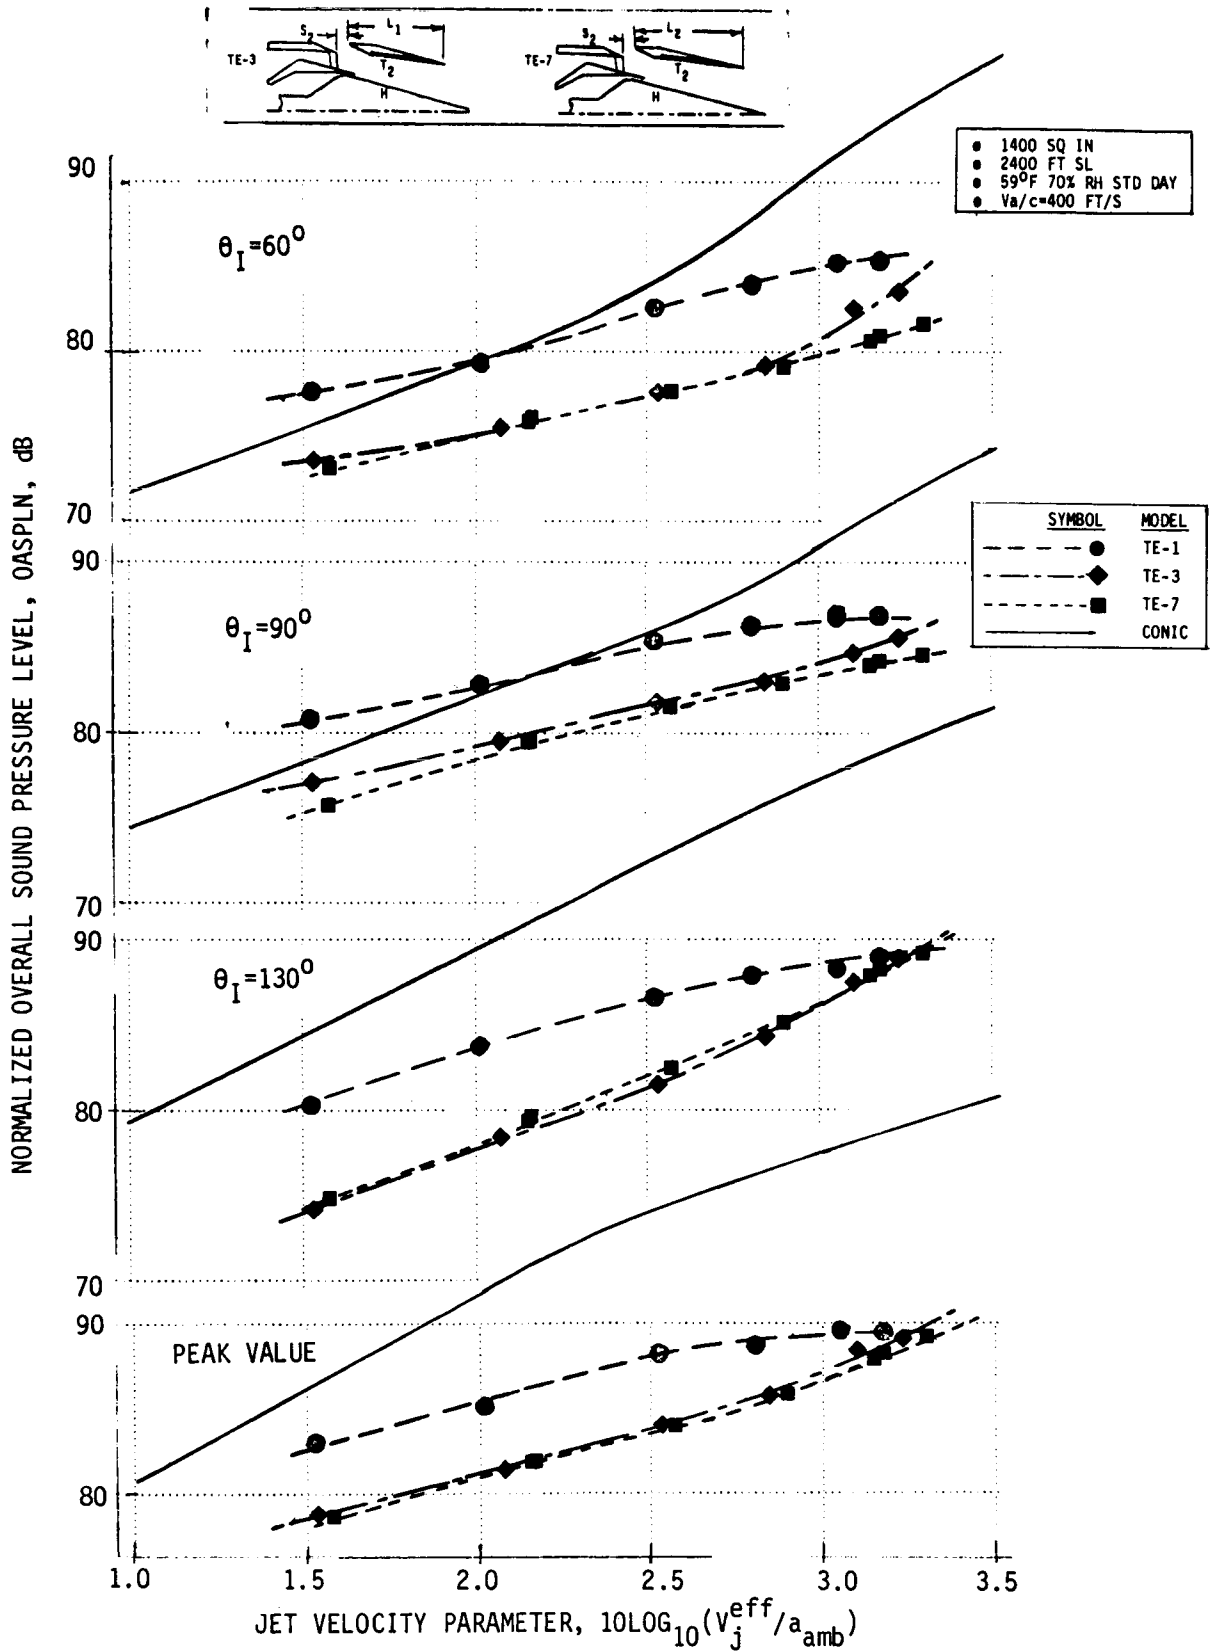 S2 L1
TE-3
T2
H
S2 L2
TE-7
T2
H
• 1400 SQ IN
• 2400 FT SL
• 59°F 70% RH STD DAY
• Va/c=400 FT/S
NORMALIZED OVERALL SOUND PRESSURE LEVEL, OASPLN, dB
90
θI=60°
80
70
SYMBOL MODEL
TE-1
TE-3
TE-7
CONIC
90
θI=90°
80
70
90
θI=130°
80
70
90
PEAK VALUE
80
1.0 1.5 2.0 2.5 3.0 3.5
JET VELOCITY PARAMETER, 10LOG10(Vjeff/aamb)